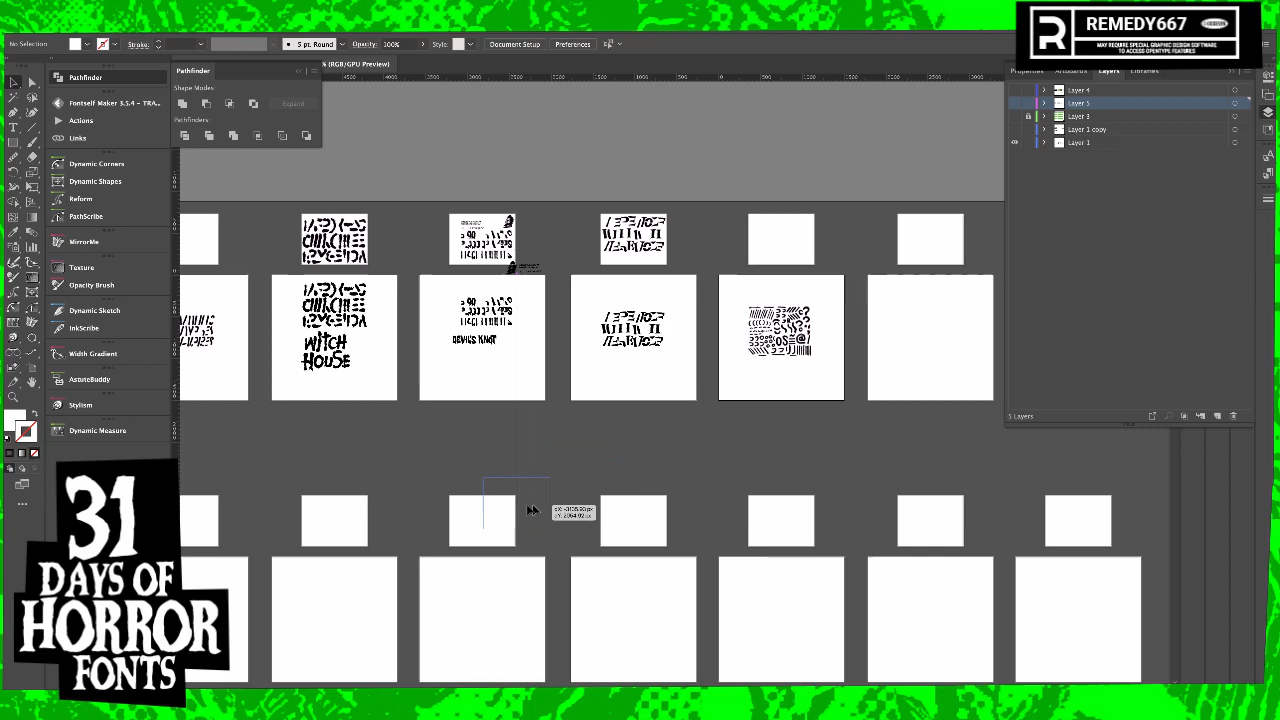 No Selection
Stroke:
5 pt. Round
Opacity: 100%
Style:
Document Setup
Preferences
REMEDY667
MAY REQUIRE SPECIAL GRAPHIC DESIGN SOFTWARE
TO ACCESS OPENTYPE FEATURES
% (RGB/GPU Preview)
Properties
Artboards
Layers
Libraries
Pathfinder
Pathfinder
Shape Modes:
Expand
Pathfinders:
Fontself Maker 3.5.4 – TRA...
Actions
Links
Dynamic Corners
Dynamic Shapes
Reform
PathScribe
MirrorMe
Texture
Opacity Brush
Dynamic Sketch
InkScribe
Width Gradient
AstuteBuddy
Stylism
Dynamic Measure
Layer 4
Layer 5
Layer 3
Layer 1 copy
Layer 1
5 Layers
WITCH
HOUSE
DEVIL'S KNOT
31
DAYS OF
HORROR
FONTS